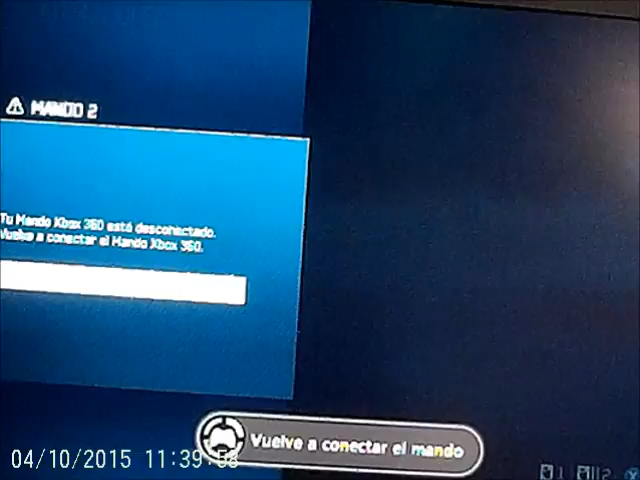 MANDO 2
Tu Mando Xbox 360 está desconectado.
Vuelve a conectar el Mando Xbox 360.
Vuelve a conectar el mando
04/10/2015 11:39:58